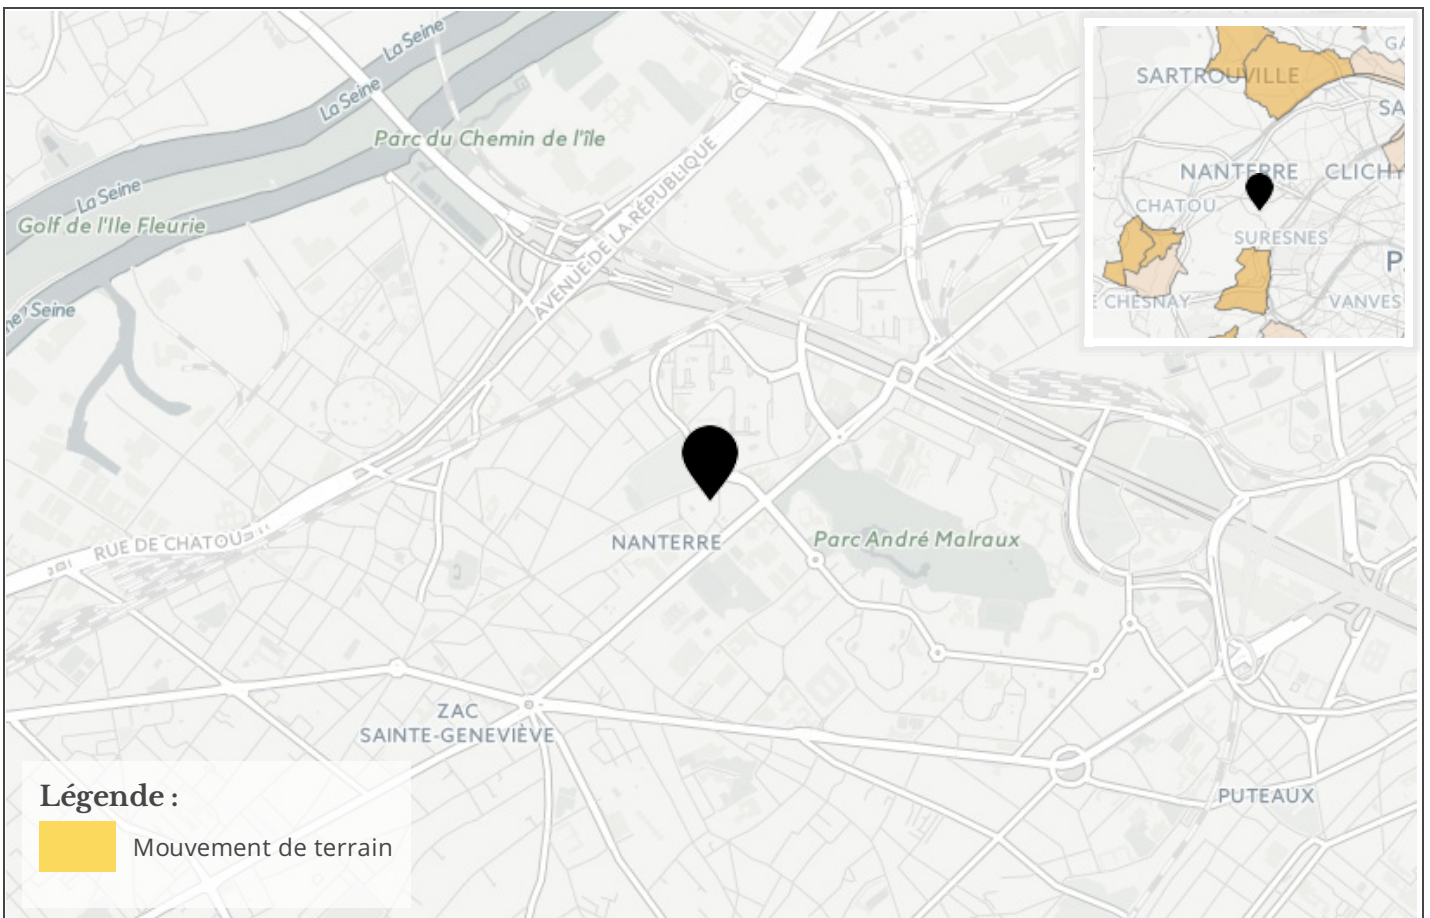 La Seine
La Seine
Parc du Chemin de l'île
La Seine
Golf de l'Ile Fleurie
Seine
AVENUE DE LA RÉPUBLIQUE
RUE DE CHATOU
NANTERRE
Parc André Malraux
ZAC
SAINTE-GENEVIÈVE
PUTEAUX
Légende :
Mouvement de terrain
GA
SARTROUVILLE
SA
NANTERRE
CLICHY
CHATOU
SURESNES
P.
CHESNAY
VANVES